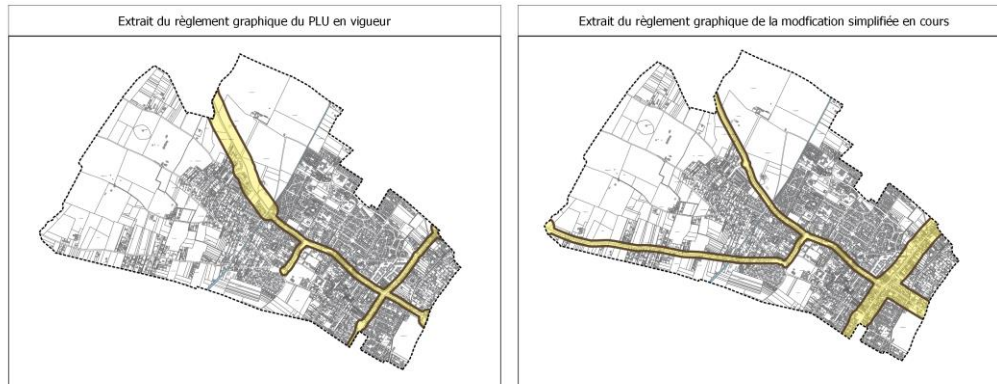 Extrait du règlement graphique du PLU en vigueur
Extrait du règlement graphique de la modfication simplifiée en cours